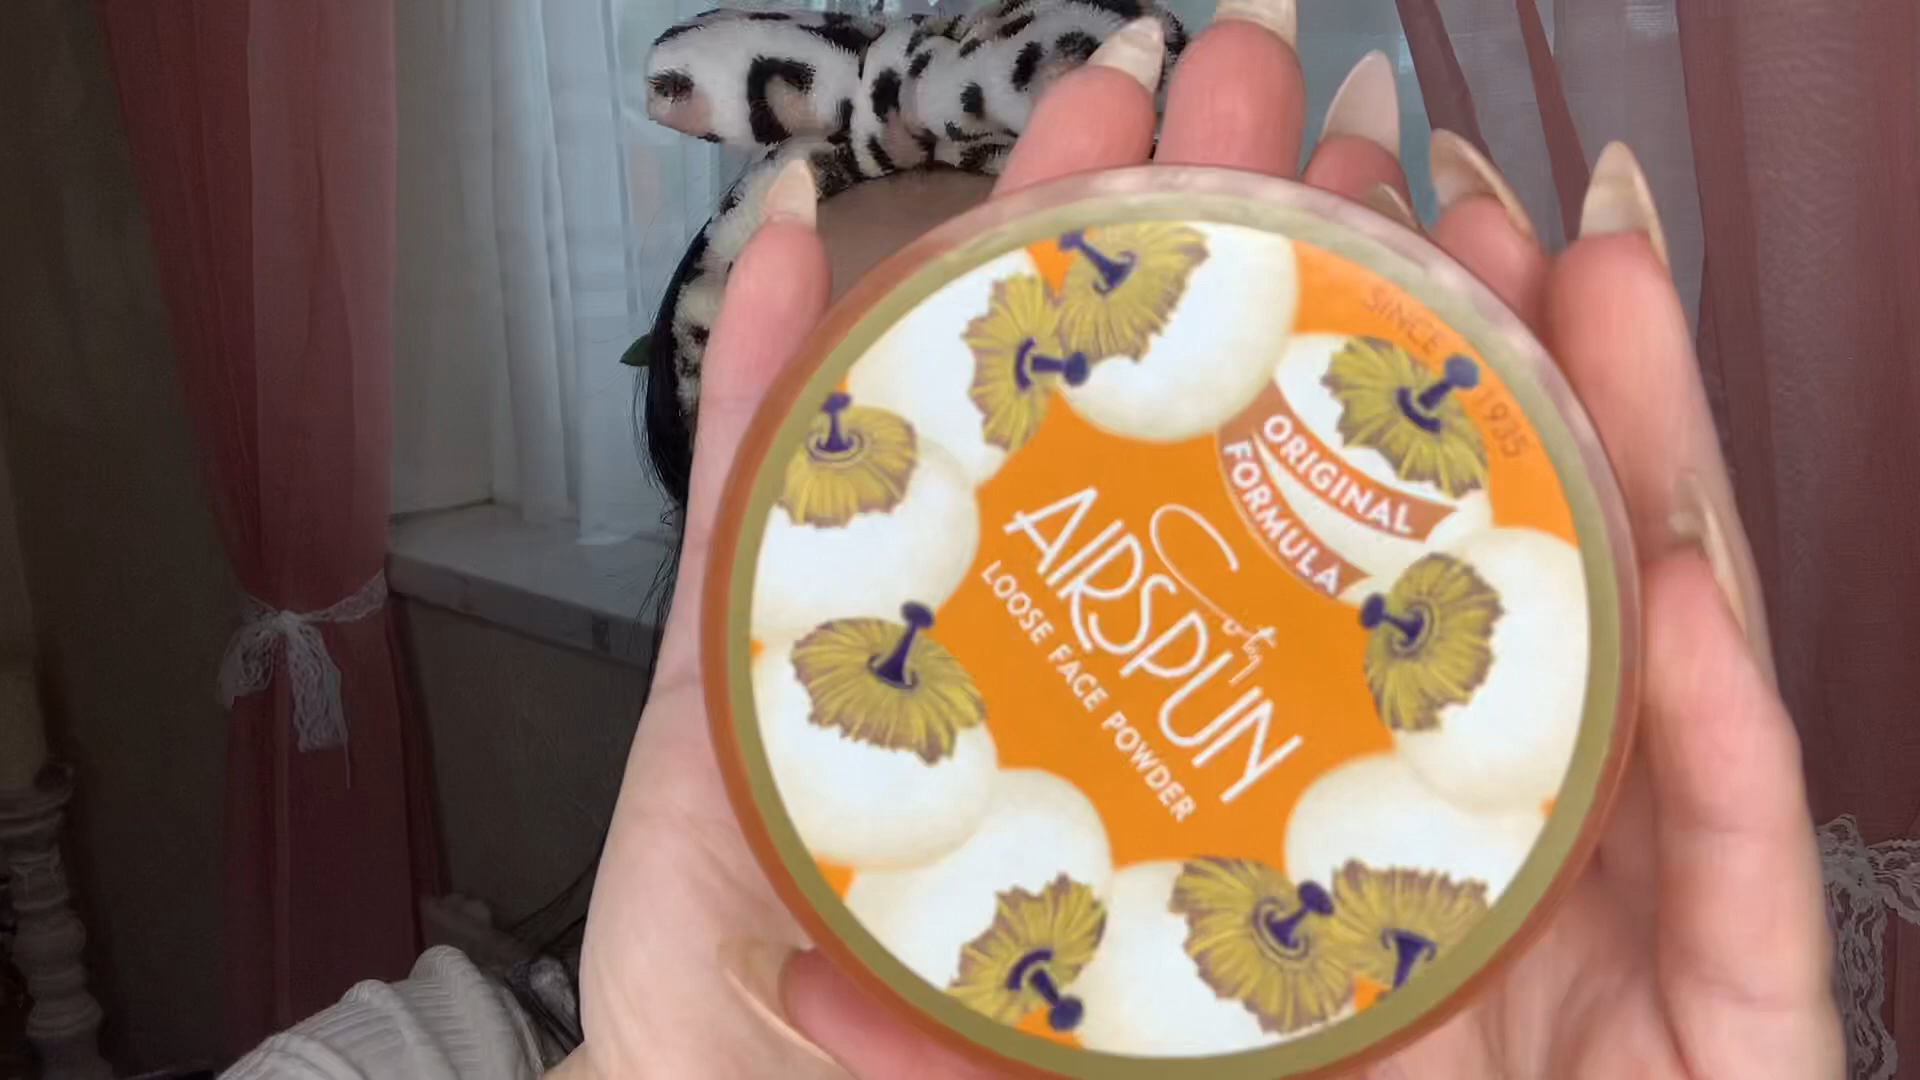 SINCE 1935
ORIGINAL
FORMULA
Coty
AIRSPUN
LOOSE FACE POWDER